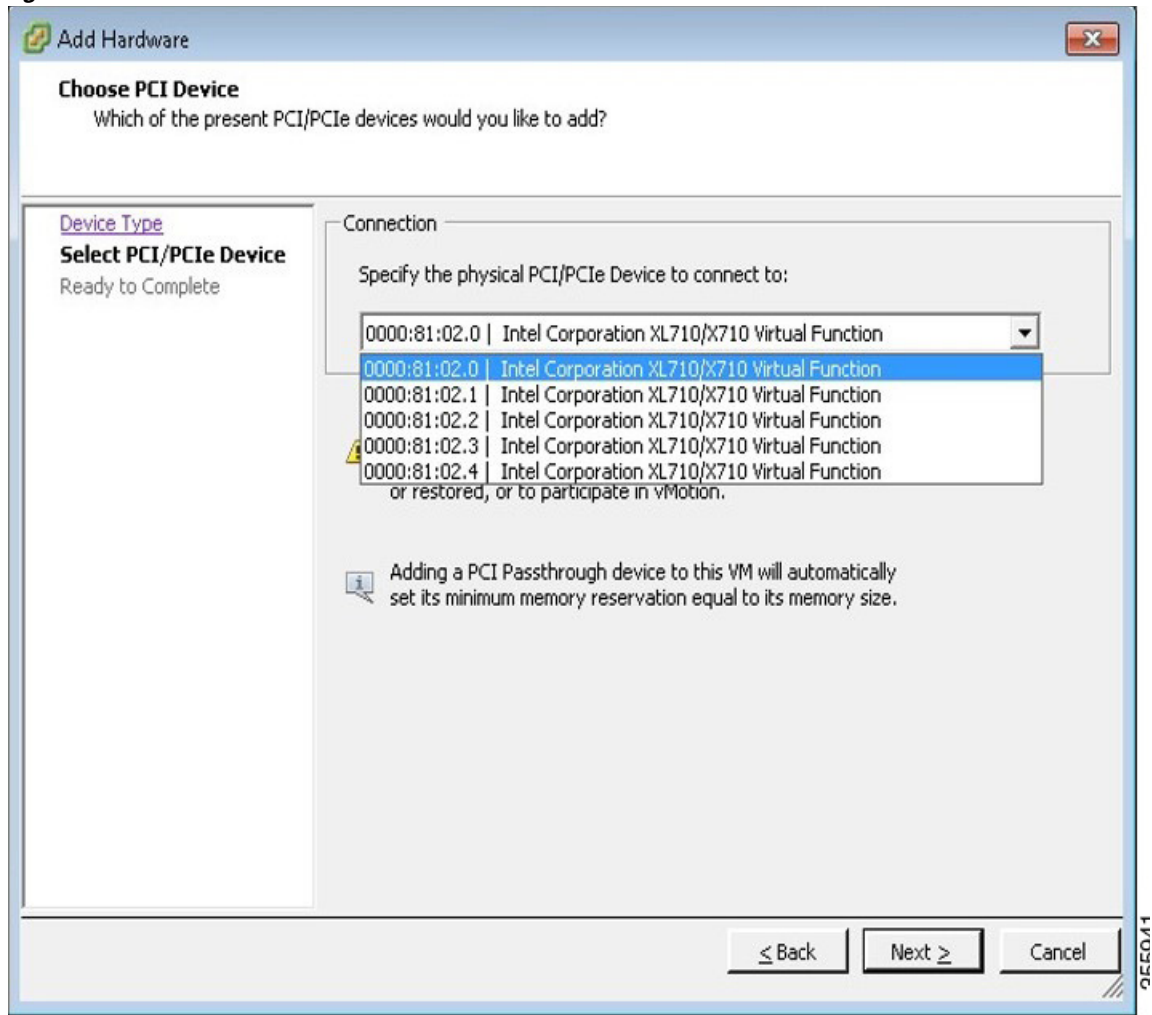 Add Hardware
Choose PCI Device
Which of the present PCI/PCIe devices would you like to add?
Device Type
Select PCI/PCIe Device
Ready to Complete
Connection
Specify the physical PCI/PCIe Device to connect to:
0000:81:02.0 | Intel Corporation XL710/X710 Virtual Function
0000:81:02.0 | Intel Corporation XL710/X710 Virtual Function
0000:81:02.1 | Intel Corporation XL710/X710 Virtual Function
0000:81:02.2 | Intel Corporation XL710/X710 Virtual Function
0000:81:02.3 | Intel Corporation XL710/X710 Virtual Function
0000:81:02.4 | Intel Corporation XL710/X710 Virtual Function
or restored, or to participate in vMotion.
Adding a PCI Passthrough device to this VM will automatically
set its minimum memory reservation equal to its memory size.
< Back
Next >
Cancel
355941